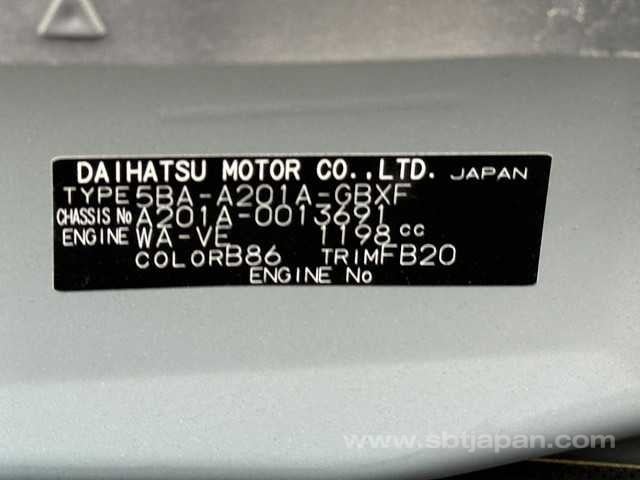 DAIHATSU MOTOR CO.,LTD. JAPAN
TYPE 5BA-A201A-GBXF
CHASSIS No A201A-0013691
ENGINE WA-VE 1198 cc
COLOR B86 TRIM FB20
ENGINE No
www.sbtjapan.com